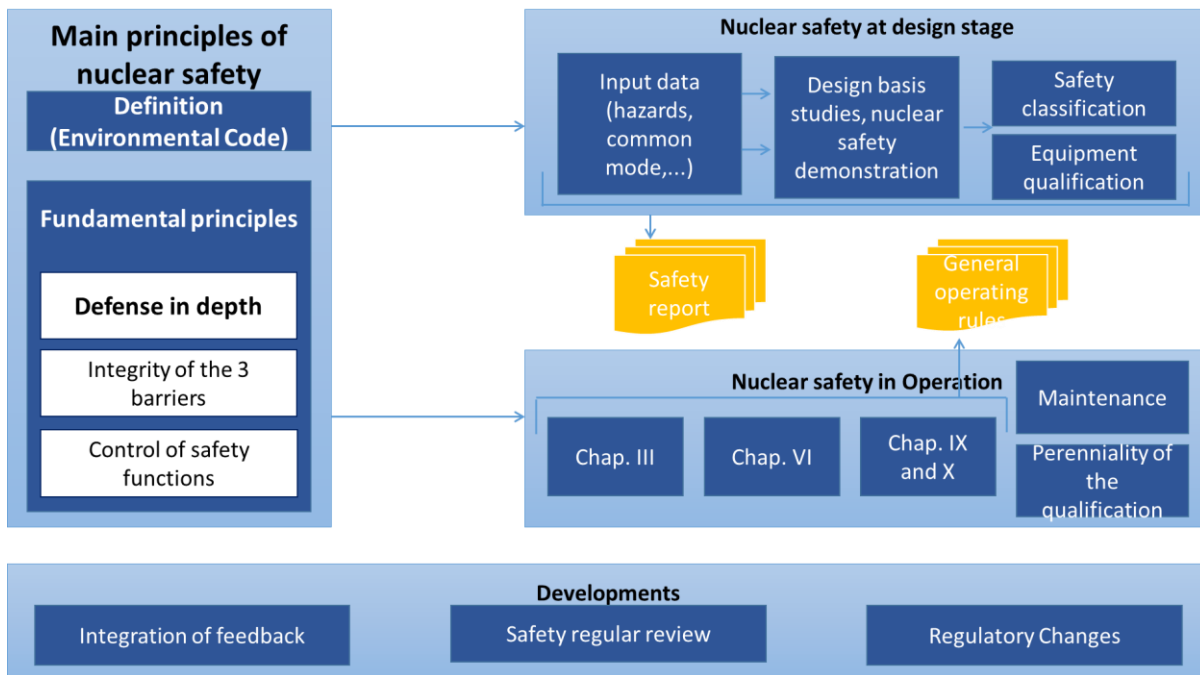 Main principles of
nuclear safety
Definition
(Environmental Code)
Fundamental principles
Defense in depth
Integrity of the 3
barriers
Control of safety
functions
Nuclear safety at design stage
Input data
(hazards,
common
mode,...)
Design basis
studies, nuclear
safety
demonstration
Safety
classification
Equipment
qualification
Safety
report
General
operating
rules
Nuclear safety in Operation
Chap. III
Chap. VI
Chap. IX
and X
Maintenance
Perenniality of
the
qualification
Developments
Integration of feedback
Safety regular review
Regulatory Changes